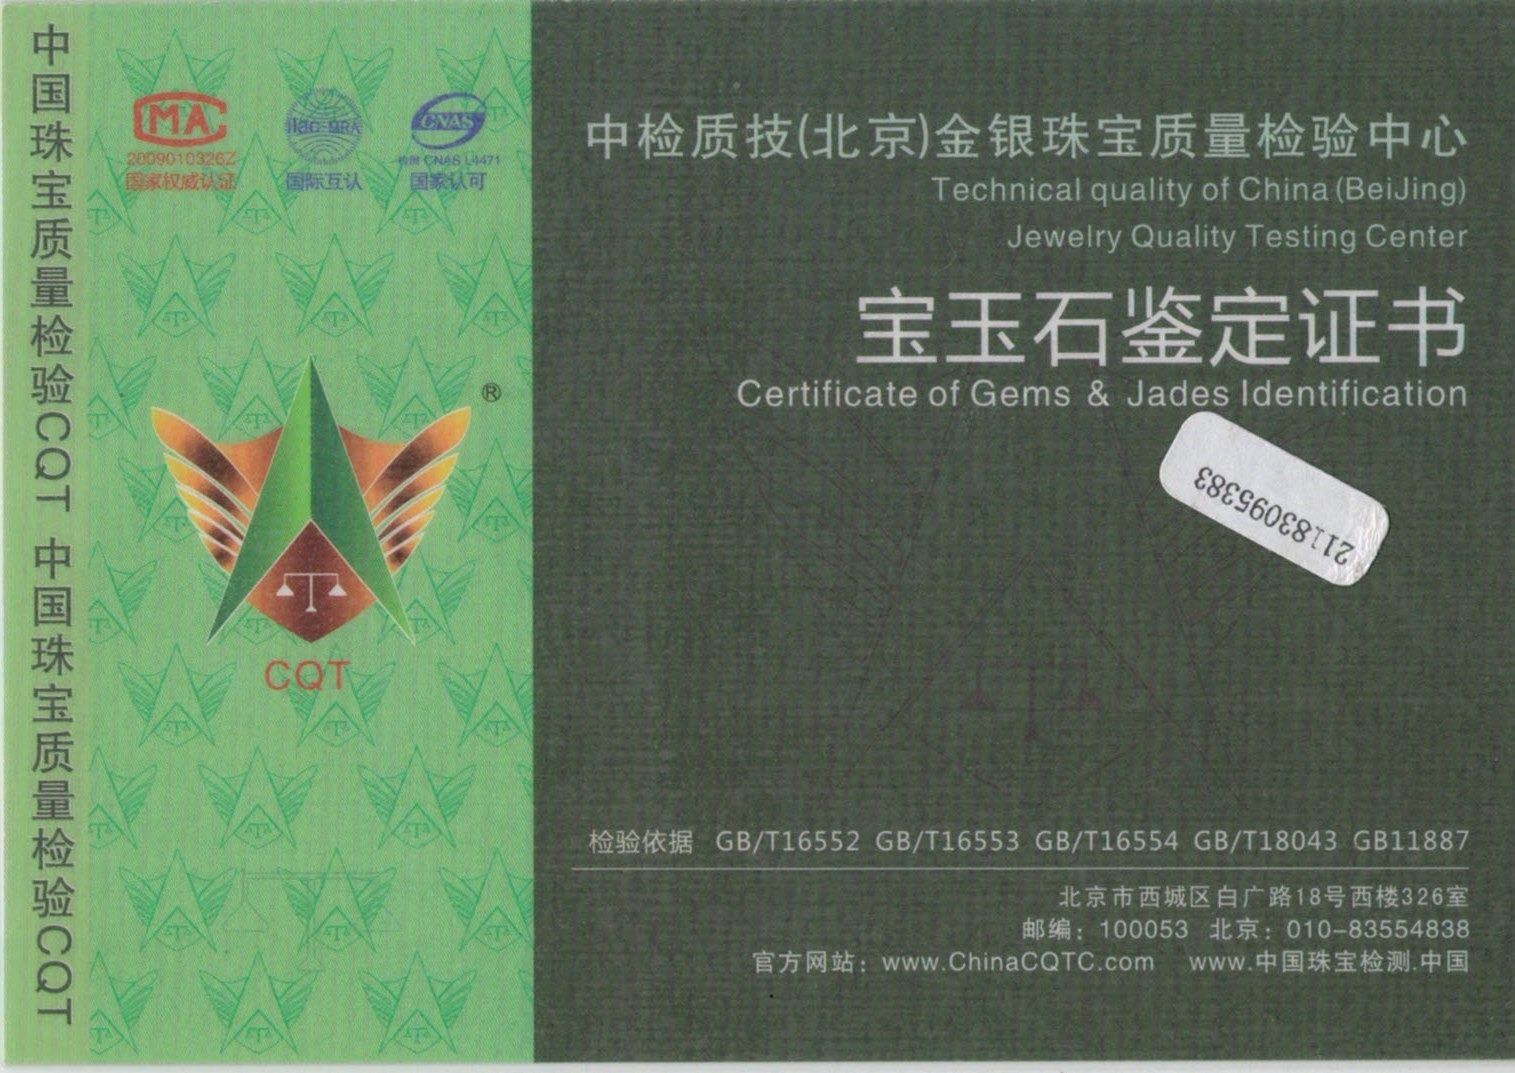 中国珠宝质量检验CQT 中国珠宝质量检验CQT
CMA
2009010326Z
国家权威认证
ilac-MRA
国际互认
CNAS
检测 CNAS L4471
国家认可
®
CQT
中检质技(北京)金银珠宝质量检验中心
Technical quality of China (BeiJing)
Jewelry Quality Testing Center
宝玉石鉴定证书
Certificate of Gems & Jades Identification
21183095383
检验依据 GB/T16552 GB/T16553 GB/T16554 GB/T18043 GB11887
北京市西城区白广路18号西楼326室
邮编：100053 北京：010-83554838
官方网站：www.ChinaCQTC.com www.中国珠宝检测.中国